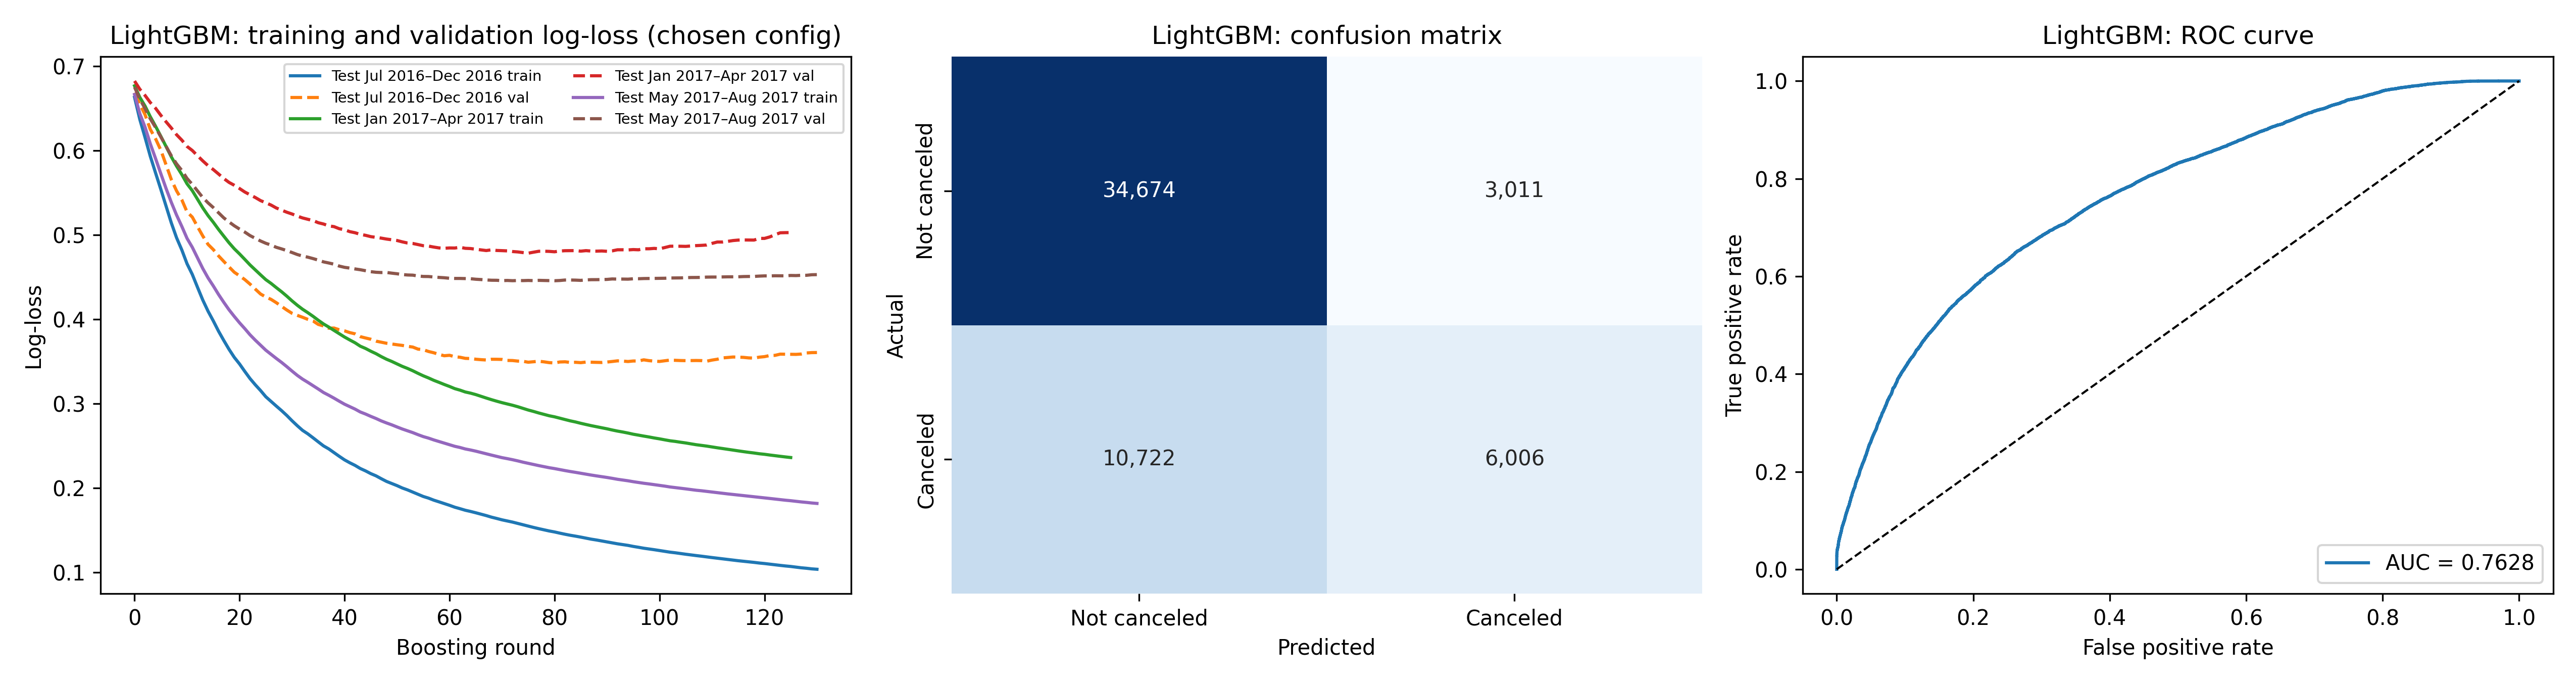 LightGBM: training and validation log-loss (chosen config)
Log-loss
0.7
0.6
0.5
0.4
0.3
0.2
0.1
Test Jul 2016–Dec 2016 train
Test Jul 2016–Dec 2016 val
Test Jan 2017–Apr 2017 train
Test Jan 2017–Apr 2017 val
Test May 2017–Aug 2017 train
Test May 2017–Aug 2017 val
0 20 40 60 80 100 120
Boosting round
LightGBM: confusion matrix
Actual
Not canceled
34,674 3,011
Canceled
10,722 6,006
Not canceled Canceled
Predicted
LightGBM: ROC curve
True positive rate
1.0
0.8
0.6
0.4
0.2
0.0
AUC = 0.7628
0.0 0.2 0.4 0.6 0.8 1.0
False positive rate